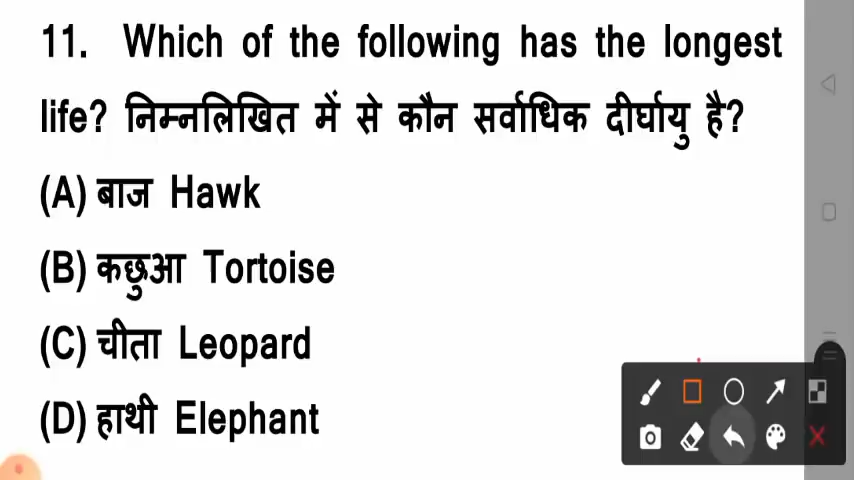 11. Which of the following has the longest
life? निम्नलिखित में से कौन सर्वाधिक दीर्घायु है?
(A) बाज Hawk
(B) कछुआ Tortoise
(C) चीता Leopard
(D) हाथी Elephant